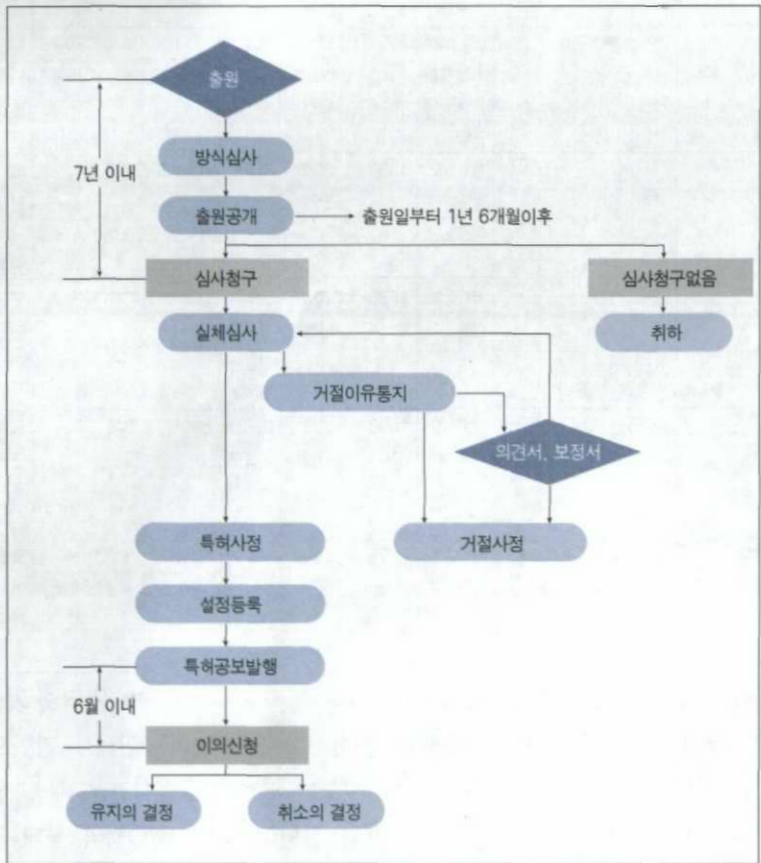 출원
7년 이내
방식심사
출원공개
출원일부터 1년 6개월이후
심사청구
심사청구없음
실체심사
취하
거절이유통지
의견서, 보정서
특허사정
거절사정
설정등록
특허공보발행
6월 이내
이의신청
유지의 결정
취소의 결정